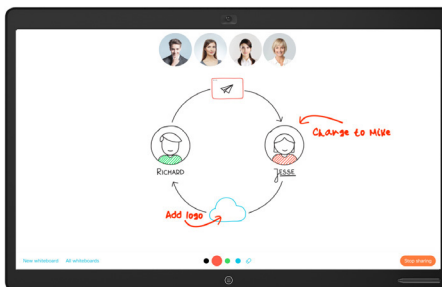 Change to Mike
RICHARD
JESSE
Add logo
New whiteboard All whiteboards
Stop sharing